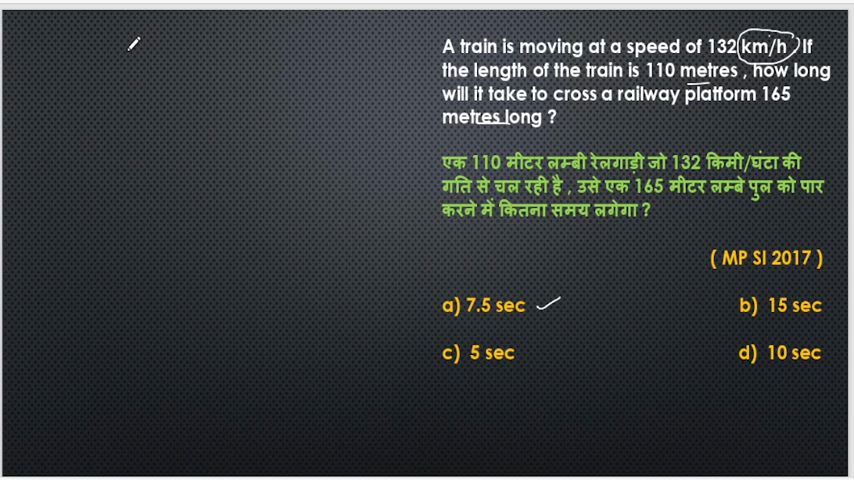 A train is moving at a speed of 132 km/h . If
the length of the train is 110 metres , how long
will it take to cross a railway platform 165
metres long ?
एक 110 मीटर लम्बी रेलगाड़ी जो 132 किमी/घंटा की
गति से चल रही है , उसे एक 165 मीटर लम्बे पुल को पार
करने में कितना समय लगेगा ?
( MP SI 2017 )
a) 7.5 sec b) 15 sec
c) 5 sec d) 10 sec